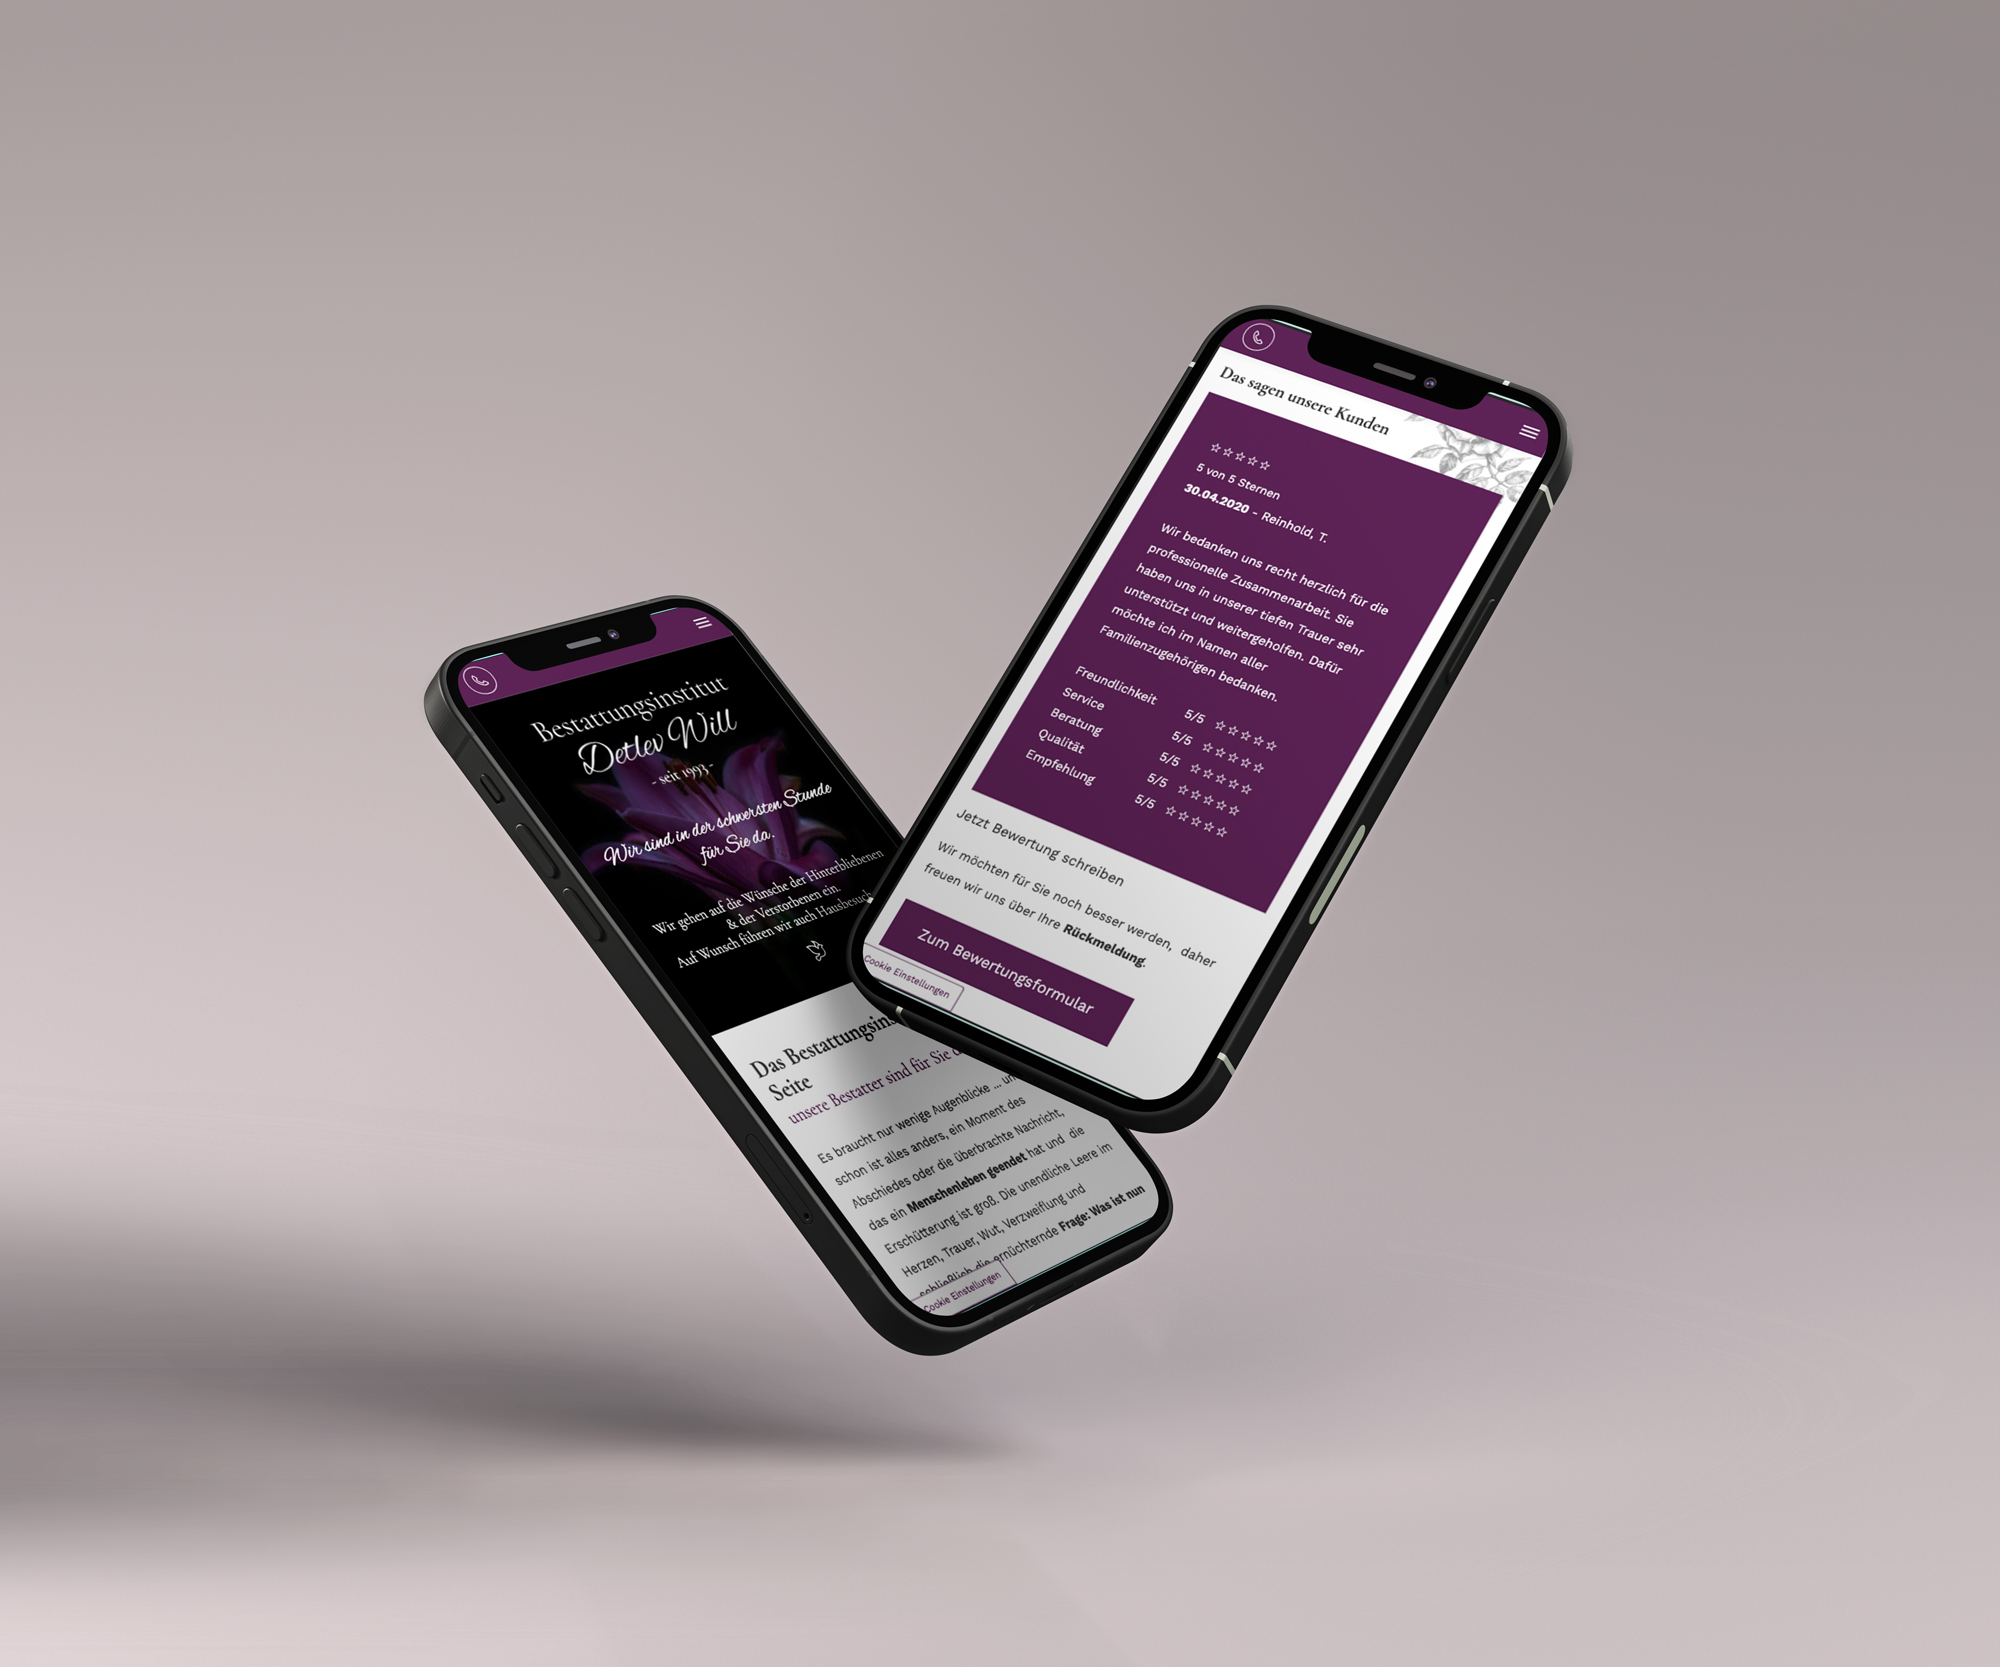 Bestattungsinstitut
Detlev Will
- seit 1993 -
Wir sind in der schwersten Stunde
für Sie da.
Wir gehen auf die Wünsche der Hinterbliebenen
& der Verstorbenen ein.
Auf Wunsch führen wir auch
Das
Seite
unsere Bestatter sind für Sie
Es braucht nur wenige Augenblicke ...
schon ist alles anders, ein Moment des
Abschiedes oder die überbrachte Nachricht,
das ein Menschenleben geendet hat und die
Erschütterung ist groß. Die unendliche Leere im
Herzen, Trauer, Wut, Verzweiflung und
schließlich die ernüchternde Frage: Was ist nun
Cookie Einstellungen
Das sagen unsere Kunden
5 von 5 Sternen
30.04.2020 - Reinhold, T.
Wir bedanken uns recht herzlich für die
professionelle Zusammenarbeit. Sie
haben uns in unserer tiefen Trauer sehr
unterstützt und weitergeholfen. Dafür
möchte ich im Namen aller
Familienzugehörigen bedanken.
Freundlichkeit 5/5
Service 5/5
Beratung 5/5
Qualität 5/5
Empfehlung 5/5
Jetzt Bewertung schreiben
Wir möchten für Sie noch besser werden, daher
freuen wir uns über Ihre Rückmeldung.
Zum Bewertungsformular
Cookie Einstellungen